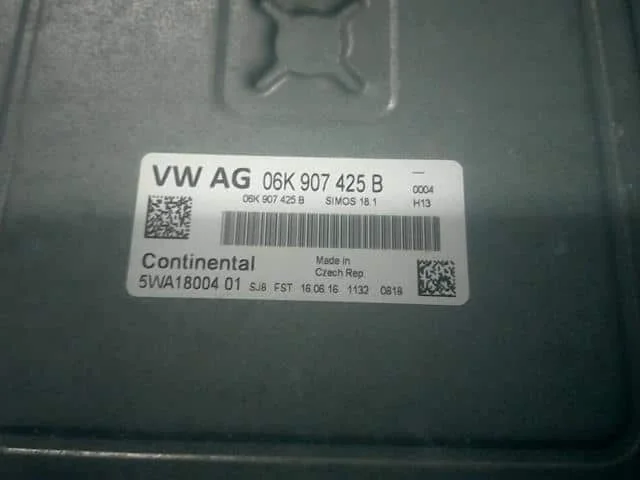 VW AG 06K 907 425 B
06K 907 425 B SIMOS 18.1
0004
H13
Continental
Made in
Czech Rep.
5WA18004 01 SJ8 FST 16.06.16 1132 0818